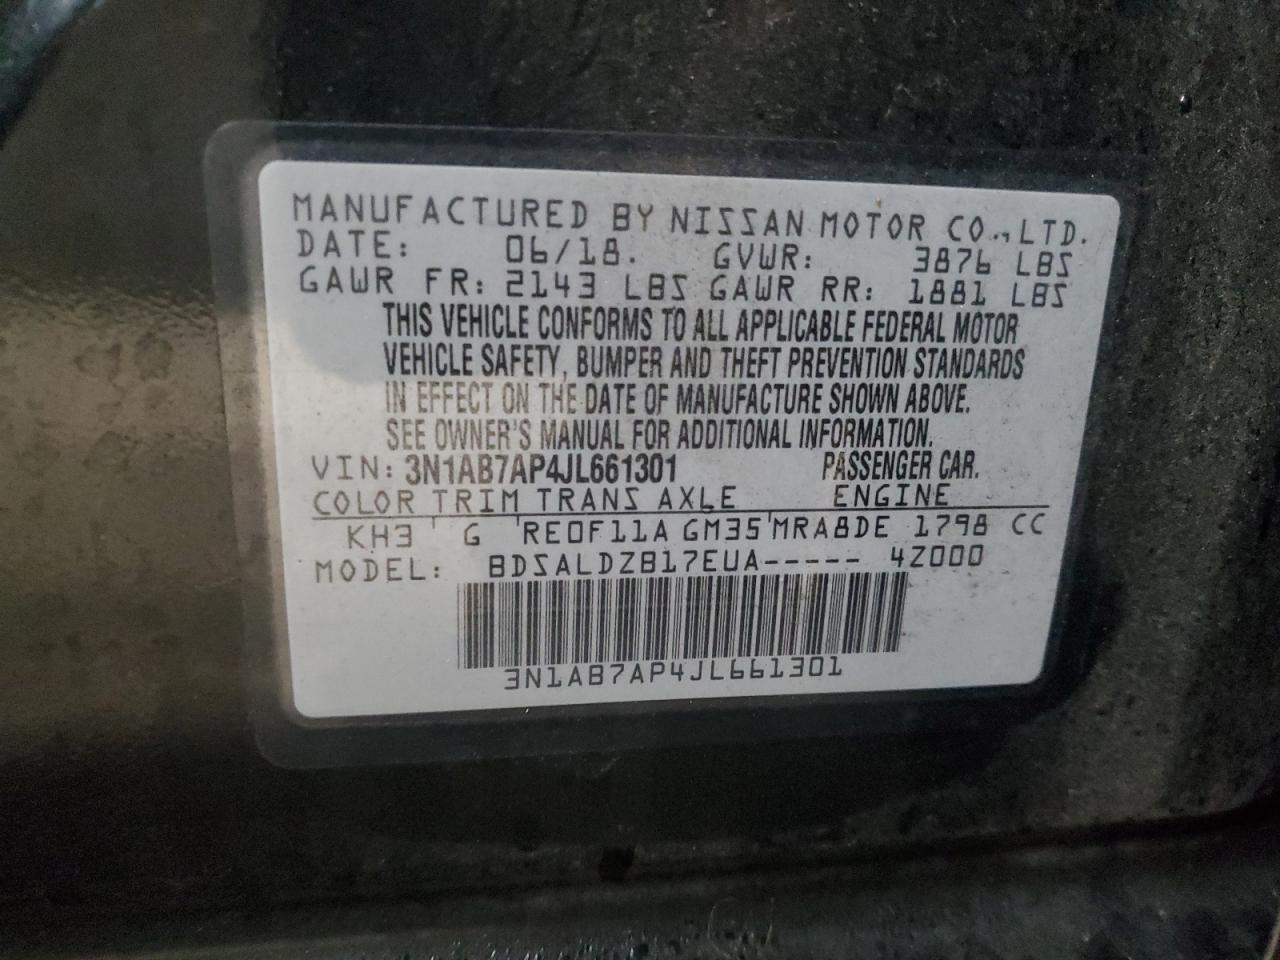 MANUFACTURED BY NISSAN MOTOR CO., LTD.
DATE: 06/18. GVWR: 3876 LBS
GAWR FR: 2143 LBS GAWR RR: 1881 LBS
THIS VEHICLE CONFORMS TO ALL APPLICABLE FEDERAL MOTOR
VEHICLE SAFETY, BUMPER AND THEFT PREVENTION STANDARDS
IN EFFECT ON THE DATE OF MANUFACTURE SHOWN ABOVE.
SEE OWNER'S MANUAL FOR ADDITIONAL INFORMATION.
VIN: 3N1AB7AP4JL661301 PASSENGER CAR.
COLOR TRIM TRANS AXLE ENGINE
KH3 ' G 'RE0F11A GM35'MRA8DE 1798 CC
MODEL: BDSALDZB17EUA----- 4Z000
3N1AB7AP4JL661301